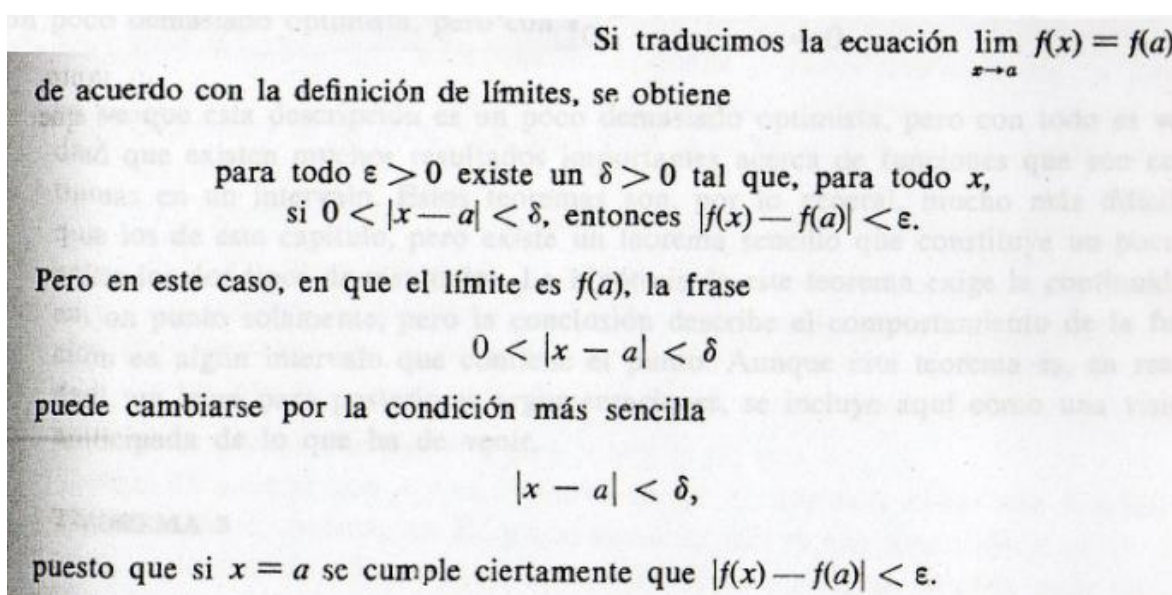 Si traducimos la ecuación lim f(x) = f(a)
x→a
de acuerdo con la definición de límites, se obtiene
para todo ε > 0 existe un δ > 0 tal que, para todo x,
si 0 < |x — a| < δ, entonces |f(x) — f(a)| < ε.
Pero en este caso, en que el límite es f(a), la frase
0 < |x — a| < δ
puede cambiarse por la condición más sencilla
|x — a| < δ,
puesto que si x = a se cumple ciertamente que |f(x) — f(a)| < ε.